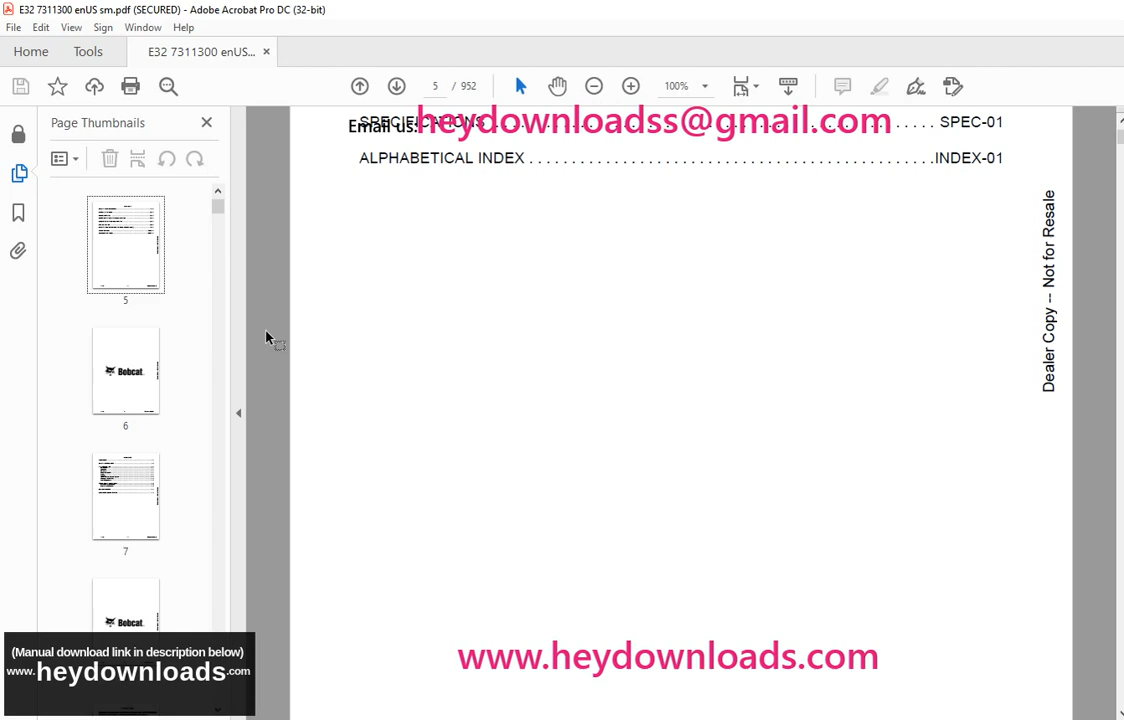 E32 7311300 enUS sm.pdf (SECURED) - Adobe Acrobat Pro DC (32-bit)
File Edit View Sign Window Help
Home Tools E32 7311300 enUS... ×
5 / 952 100%
Page Thumbnails
5
Bobcat
6
7
Bobcat
Email us: heydownloadss@gmail.com
SPECIFICATIONS . . . . . . . . . . . . . . . . . . . . . . . . . . . . . . . . . . . . . . . . . . . . . . . . . . SPEC-01
ALPHABETICAL INDEX . . . . . . . . . . . . . . . . . . . . . . . . . . . . . . . . . . . . . . . . . . . . . .INDEX-01
Dealer Copy -- Not for Resale
www.heydownloads.com
(Manual download link in description below)
www.heydownloads.com